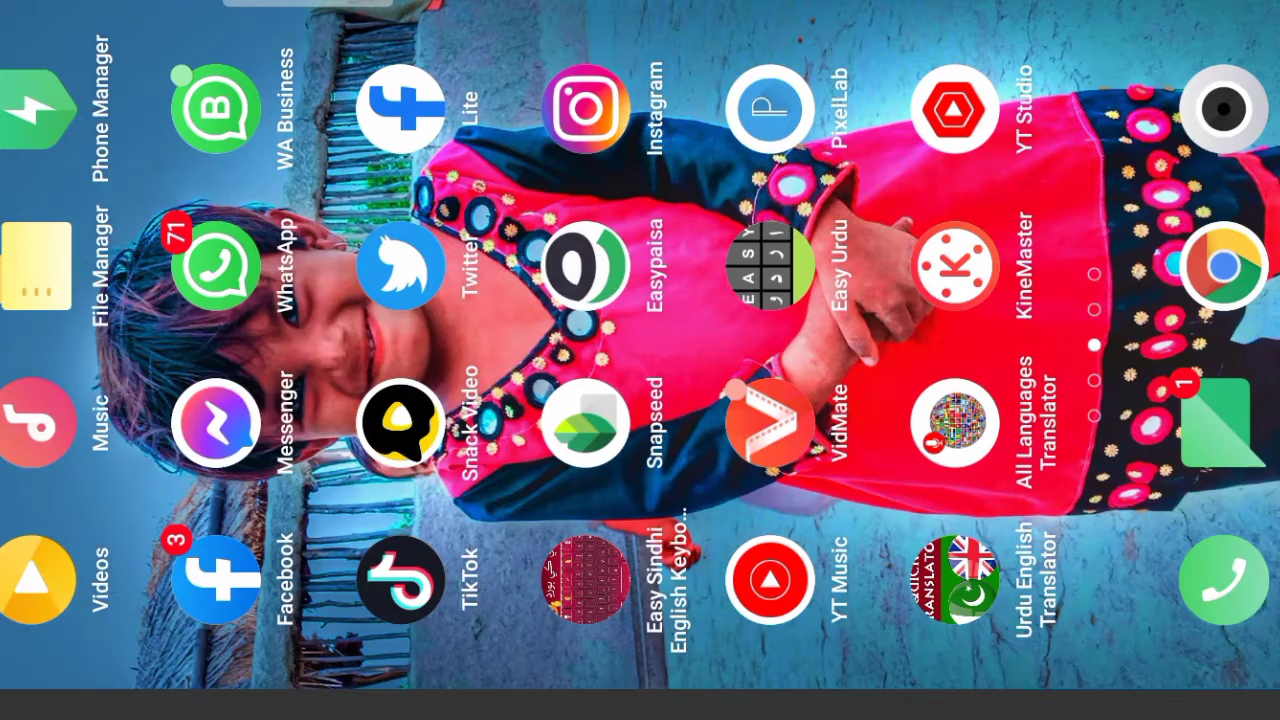 Videos
Music
File Manager
Phone Manager
3
71
B
Facebook
Messenger
WhatsApp
WA Business
TikTok
Snack Video
Twitter
Lite
Easy Sindhi
English Keybo...
Snapseed
Easypaisa
Instagram
E A S Y
YT Music
VidMate
Easy Urdu
PixelLab
K
Urdu English
Translator
All Languages
Translator
KineMaster
YT Studio
1